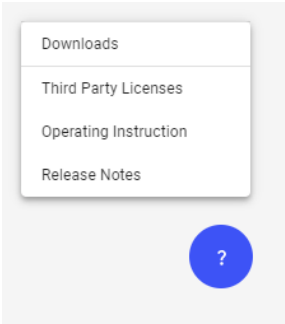 Downloads
Third Party Licenses
Operating Instruction
Release Notes
?